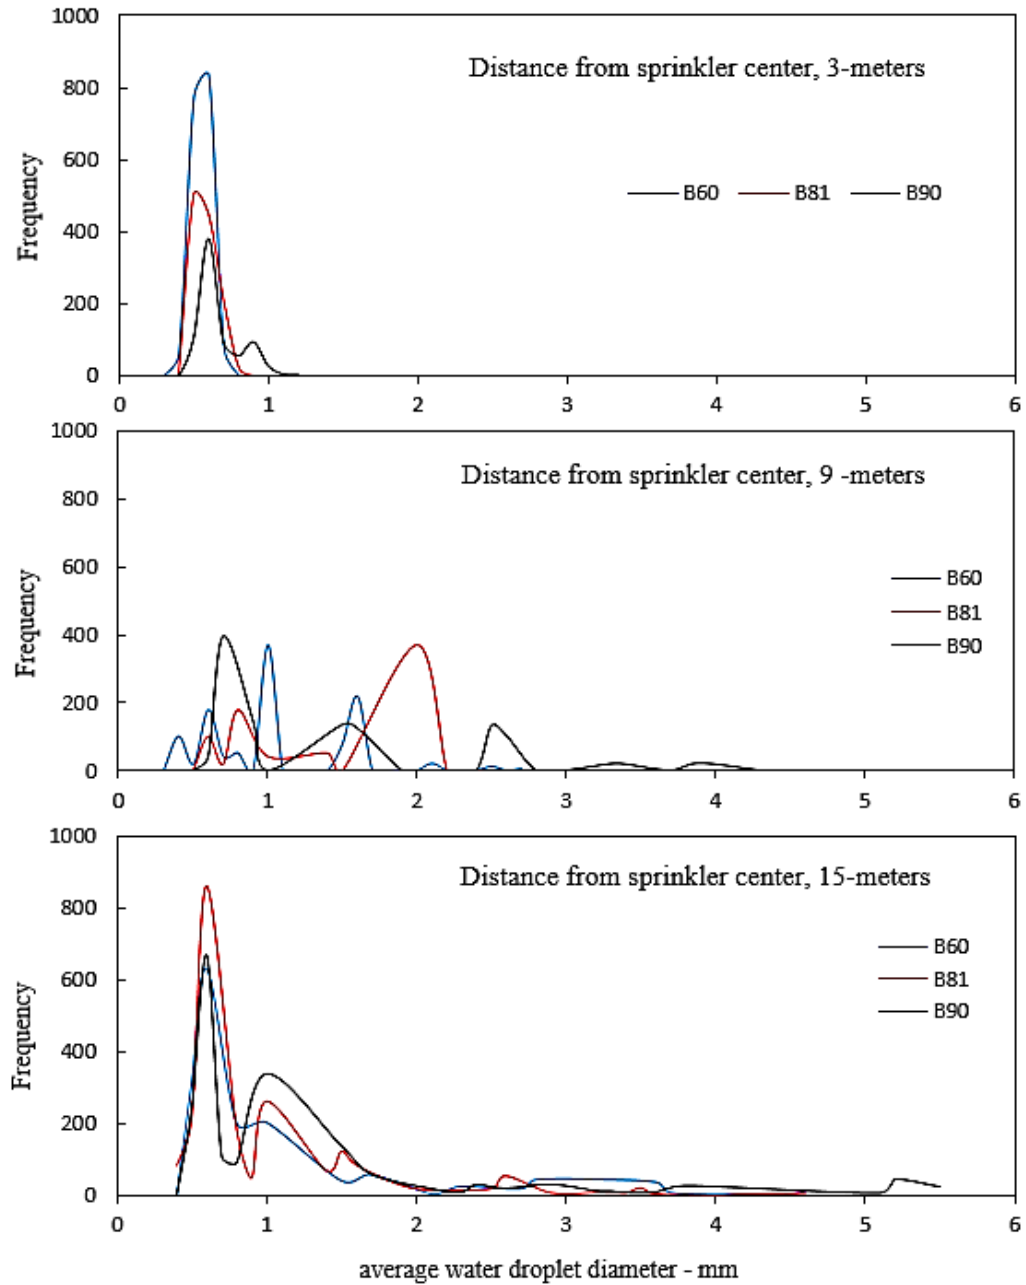 1000
Distance from sprinkler center, 3-meters
800
600
B60 B81 B90
400
200
0
0 1 2 3 4 5 6
Frequency
1000
Distance from sprinkler center, 9 -meters
800
600
B60
B81
400
B90
200
0
0 1 2 3 4 5 6
Frequency
1000
Distance from sprinkler center, 15-meters
800
B60
600
B81
B90
400
200
0
0 1 2 3 4 5 6
Frequency
average water droplet diameter - mm